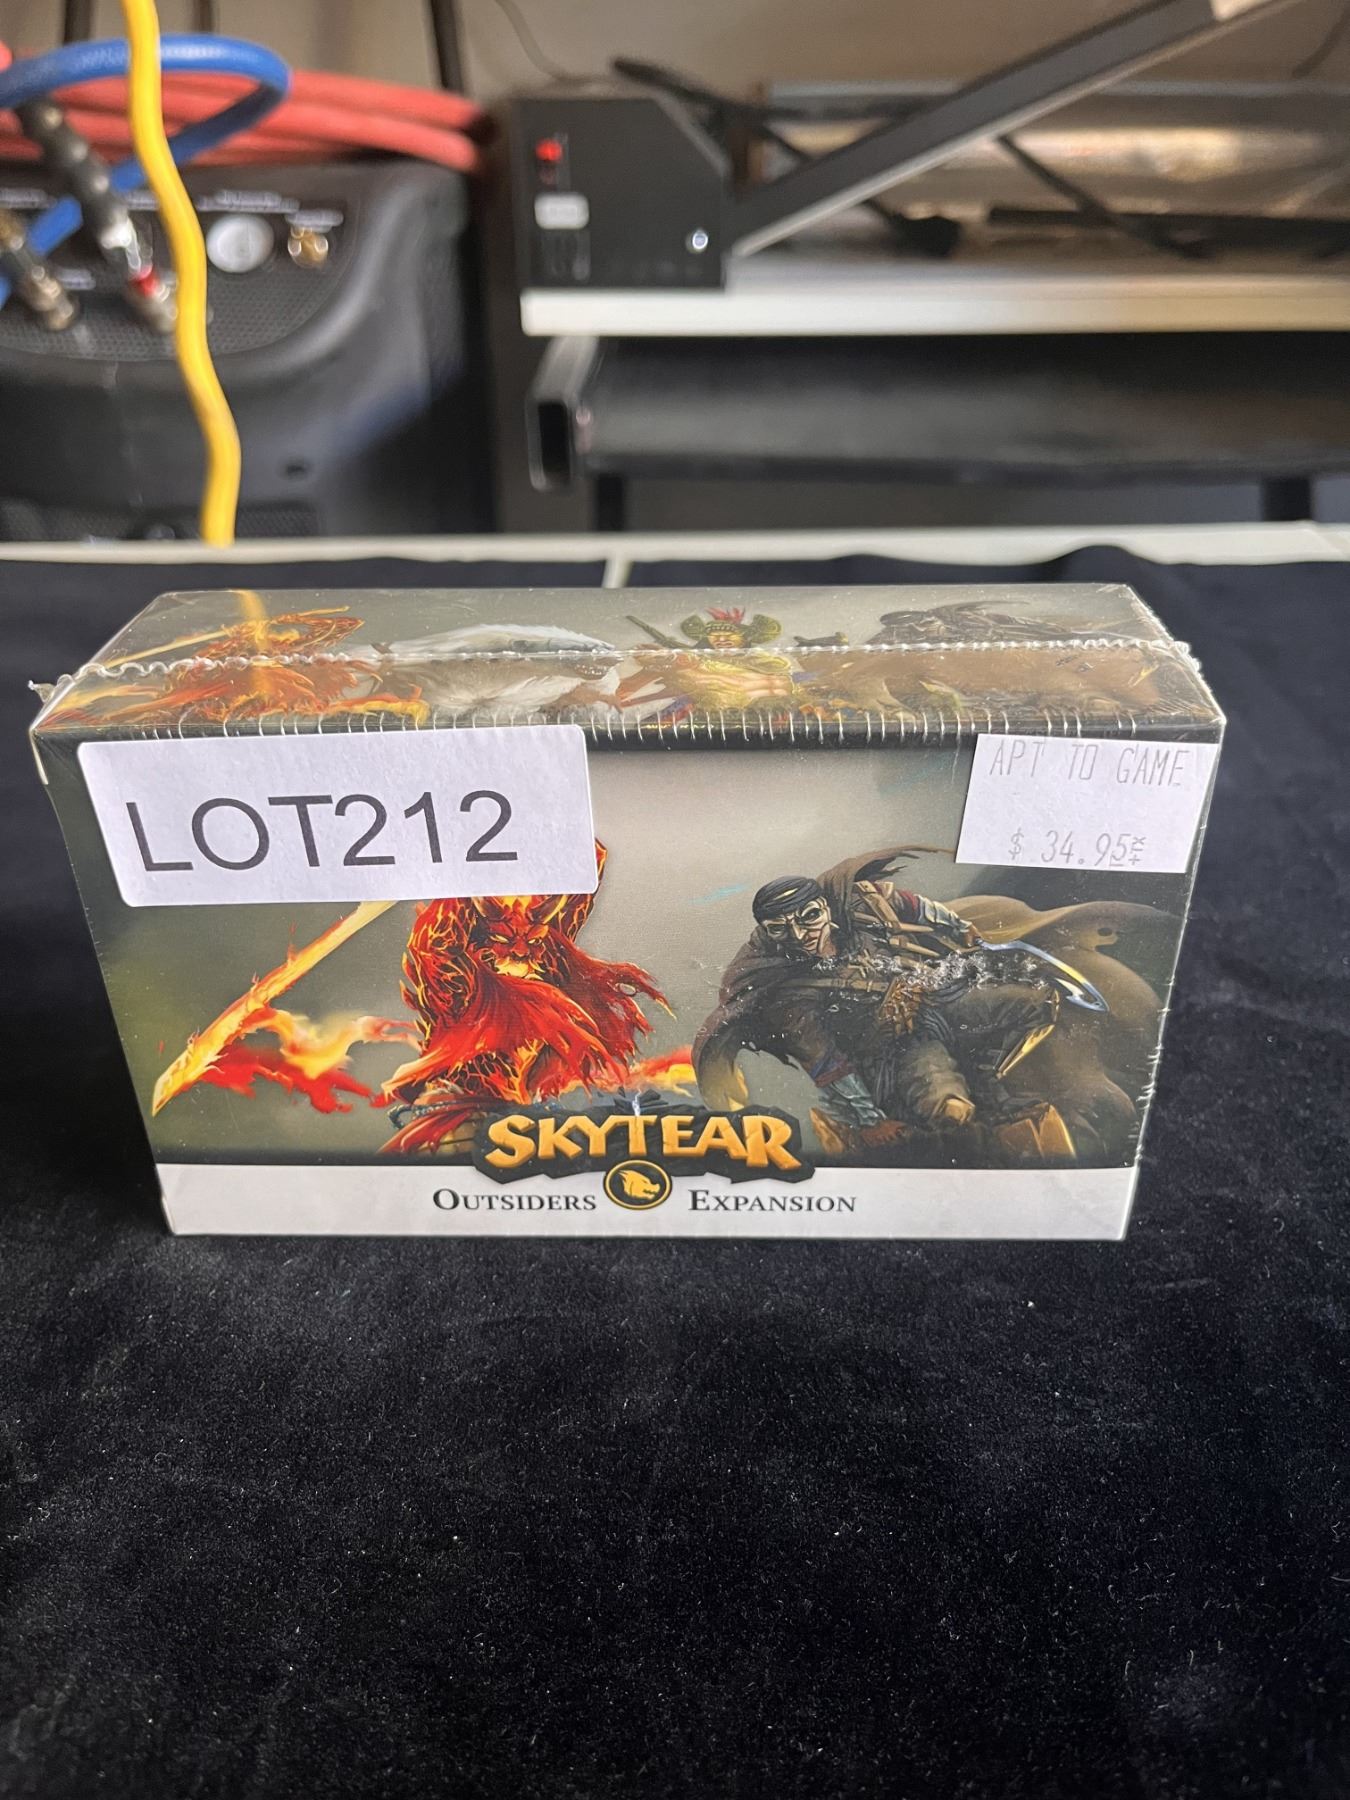 LOT212
APT TO GAME
$ 34.95
SKYTEAR
OUTSIDERS EXPANSION